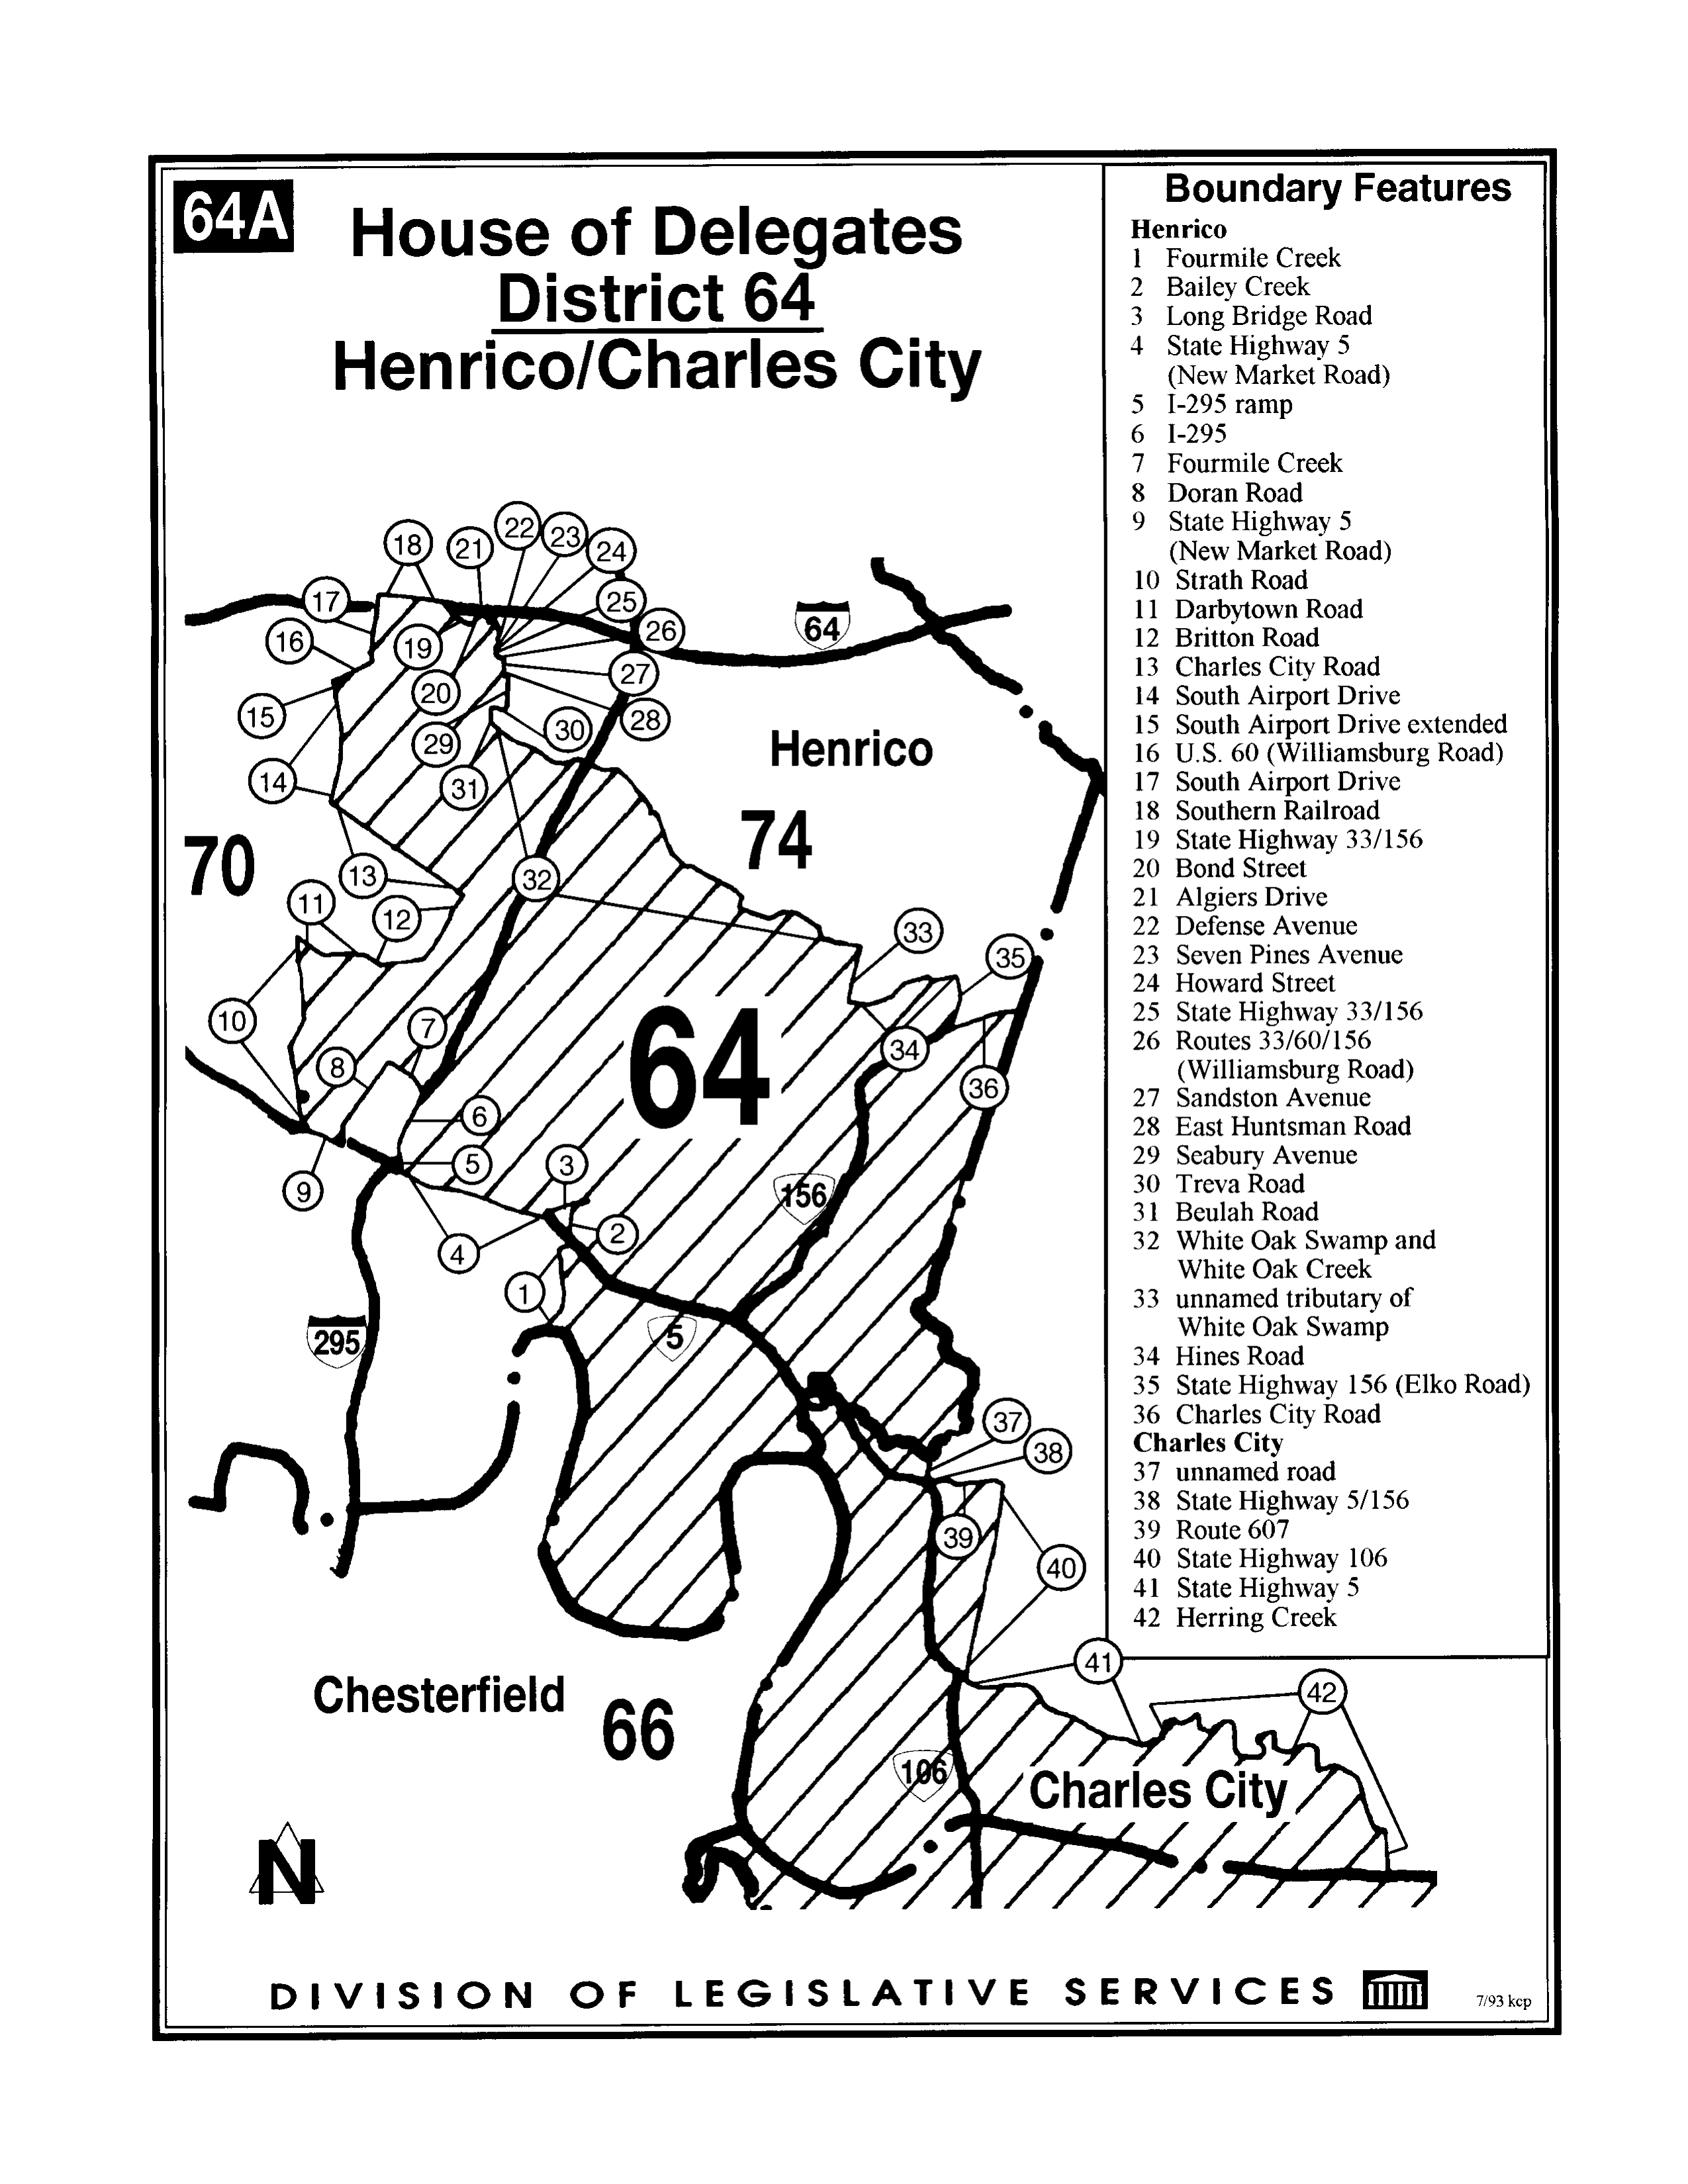 64A
House of Delegates
District 64
Henrico/Charles City
Boundary Features
Henrico
1 Fourmile Creek
2 Bailey Creek
3 Long Bridge Road
4 State Highway 5
(New Market Road)
5 I-295 ramp
6 I-295
7 Fourmile Creek
8 Doran Road
9 State Highway 5
(New Market Road)
10 Strath Road
11 Darbytown Road
12 Britton Road
13 Charles City Road
14 South Airport Drive
15 South Airport Drive extended
16 U.S. 60 (Williamsburg Road)
17 South Airport Drive
18 Southern Railroad
19 State Highway 33/156
20 Bond Street
21 Algiers Drive
22 Defense Avenue
23 Seven Pines Avenue
24 Howard Street
25 State Highway 33/156
26 Routes 33/60/156
(Williamsburg Road)
27 Sandston Avenue
28 East Huntsman Road
29 Seabury Avenue
30 Treva Road
31 Beulah Road
32 White Oak Swamp and
White Oak Creek
33 unnamed tributary of
White Oak Swamp
34 Hines Road
35 State Highway 156 (Elko Road)
36 Charles City Road
Charles City
37 unnamed road
38 State Highway 5/156
39 Route 607
40 State Highway 106
41 State Highway 5
42 Herring Creek
22
23
18
21
24
17
25
26
64
16
19
27
20
15
28
30
29
Henrico
14
31
74
70
13
32
11
12
33
35
10
7
64
34
8
36
6
5
3
9
156
2
4
1
5
295
37
38
39
40
41
Chesterfield
42
66
106
Charles City
N
DIVISION OF LEGISLATIVE SERVICES
7/93 kcp